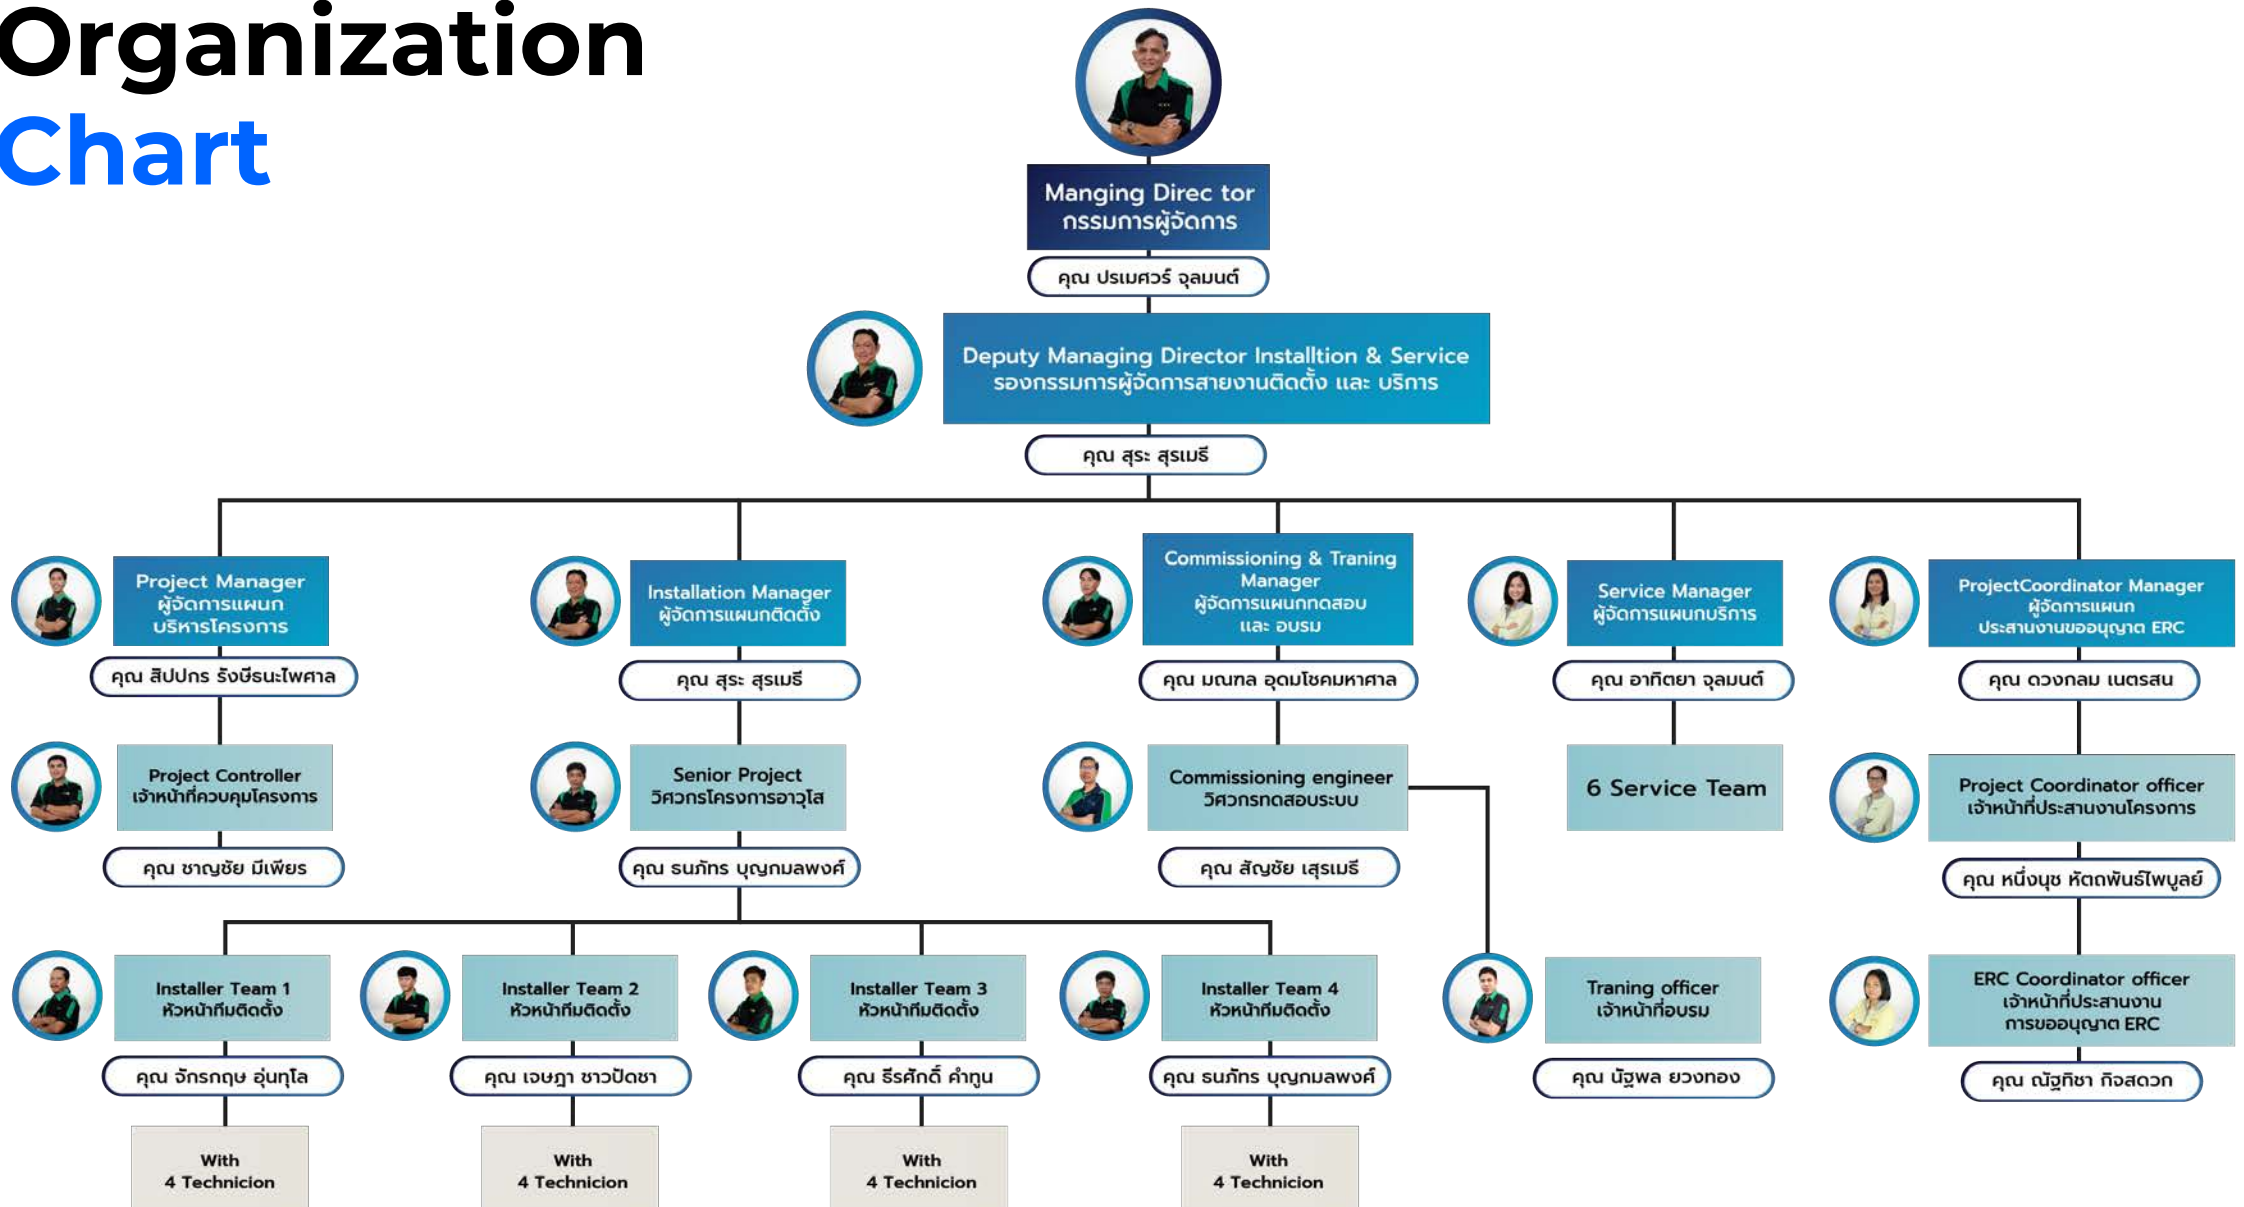 Organization
Chart
Manging Direc tor
กรรมการผู้จัดการ
คุณ ปรเมศวร์ จุลมนต์
Deputy Managing Director Installtion & Service
รองกรรมการผู้จัดการสายงานติดตั้ง และ บริการ
คุณ สุระ สุรเมธี
Project Manager
ผู้จัดการแผนก
บริหารโครงการ
คุณ สิปปกร รังษีธนะไพศาล
Installation Manager
ผู้จัดการแผนกติดตั้ง
คุณ สุระ สุรเมธี
Commissioning & Traning
Manager
ผู้จัดการแผนกทดสอบ
และ อบรม
คุณ มณฑล อุดมโชคมหาศาล
Service Manager
ผู้จัดการแผนกบริการ
คุณ อาทิตยา จุลมนต์
ProjectCoordinator Manager
ผู้จัดการแผนก
ประสานงานขออนุญาต ERC
คุณ ดวงกลม เนตรสน
Project Controller
เจ้าหน้าที่ควบคุมโครงการ
คุณ ชาญชัย มีเพียร
Senior Project
วิศวกรโครงการอาวุโส
คุณ ธนภัทร บุญกมลพงศ์
Commissioning engineer
วิศวกรทดสอบระบบ
คุณ สัญชัย เสุรเมธี
6 Service Team
Project Coordinator officer
เจ้าหน้าที่ประสานงานโครงการ
คุณ หนึ่งนุช หัตถพันธ์ไพบูลย์
Installer Team 1
หัวหน้าทีมติดตั้ง
คุณ จักรกฤษ อุ่นทุโล
With
4 Technicion
Installer Team 2
หัวหน้าทีมติดตั้ง
คุณ เจษฎา ชาวปัดชา
With
4 Technicion
Installer Team 3
หัวหน้าทีมติดตั้ง
คุณ ธีรศักดิ์ คำทูน
With
4 Technicion
Installer Team 4
หัวหน้าทีมติดตั้ง
คุณ ธนภัทร บุญกมลพงศ์
With
4 Technicion
Traning officer
เจ้าหน้าที่อบรม
คุณ นัฐพล ยวงทอง
ERC Coordinator officer
เจ้าหน้าที่ประสานงาน
การขออนุญาต ERC
คุณ ณัฐทิชา กิจสดวก